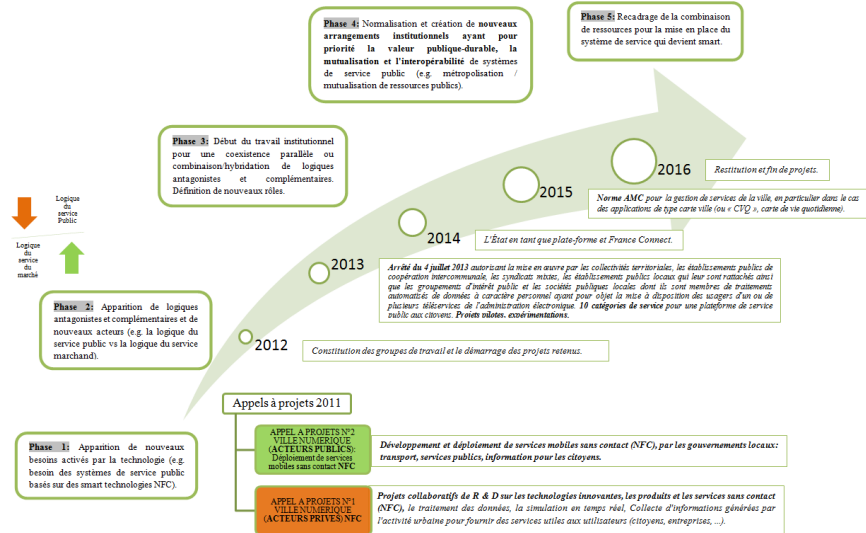 Phase 4: Normalisation et création de nouveaux
arrangements institutionnels ayant pour
priorité la valeur publique-durable, la
mutualisation et l'interopérabilité de systèmes
de service public (e.g. métropolisation /
mutualisation de ressources publics).
Phase 5: Recadrage de la combinaison
de ressources pour la mise en place du
système de service qui devient smart.
Phase 3: Début du travail institutionnel
pour une coexistence parallèle ou
combinaison/hybridation de logiques
antagonistes et complémentaires.
Définition de nouveaux rôles.
2016
Restitution et fin de projets.
2015
Norme AMC pour la gestion de services de la ville, en particulier dans le cas
des applications de type carte ville (ou « CVQ », carte de vie quotidienne).
Logique
du
service
Public
Logique
du
service
du
marché
2014
L'État en tant que plate-forme et France Connect.
2013
Arrêté du 4 juillet 2013 autorisant la mise en œuvre par les collectivités territoriales, les établissements publics de
coopération intercommunale, les syndicats mixtes, les établissements publics locaux qui leur sont rattachés ainsi
que les groupements d'intérêt public et les sociétés publiques locales dont ils sont membres de traitements
automatisés de données à caractère personnel ayant pour objet la mise à disposition des usagers d'un ou de
plusieurs téléservices de l'administration électronique. 10 catégories de service pour une plateforme de service
public aux citoyens. Projets pilotes, expérimentations.
Phase 2: Apparition de logiques
antagonistes et complémentaires et de
nouveaux acteurs (e.g. la logique du
service public vs la logique du service
marchand).
2012
Constitution des groupes de travail et le démarrage des projets retenus.
Appels à projets 2011
Phase 1: Apparition de nouveaux
besoins activés par la technologie (e.g.
besoin des systèmes de service public
basés sur des smart technologies NFC).
APPEL A PROJETS N°2
VILLE NUMERIQUE
(ACTEURS PUBLICS):
Déploiement de services
mobiles sans contact NFC
Développement et déploiement de services mobiles sans contact (NFC), par les gouvernements locaux:
transport, services publics, information pour les citoyens.
APPEL A PROJETS N°1
VILLE NUMERIQUE
(ACTEURS PRIVES) NFC
Projets collaboratifs de R & D sur les technologies innovantes, les produits et les services sans contact
(NFC), le traitement des données, la simulation en temps réel, Collecte d'informations générées par
l'activité urbaine pour fournir des services utiles aux utilisateurs (citoyens, entreprises, ...).